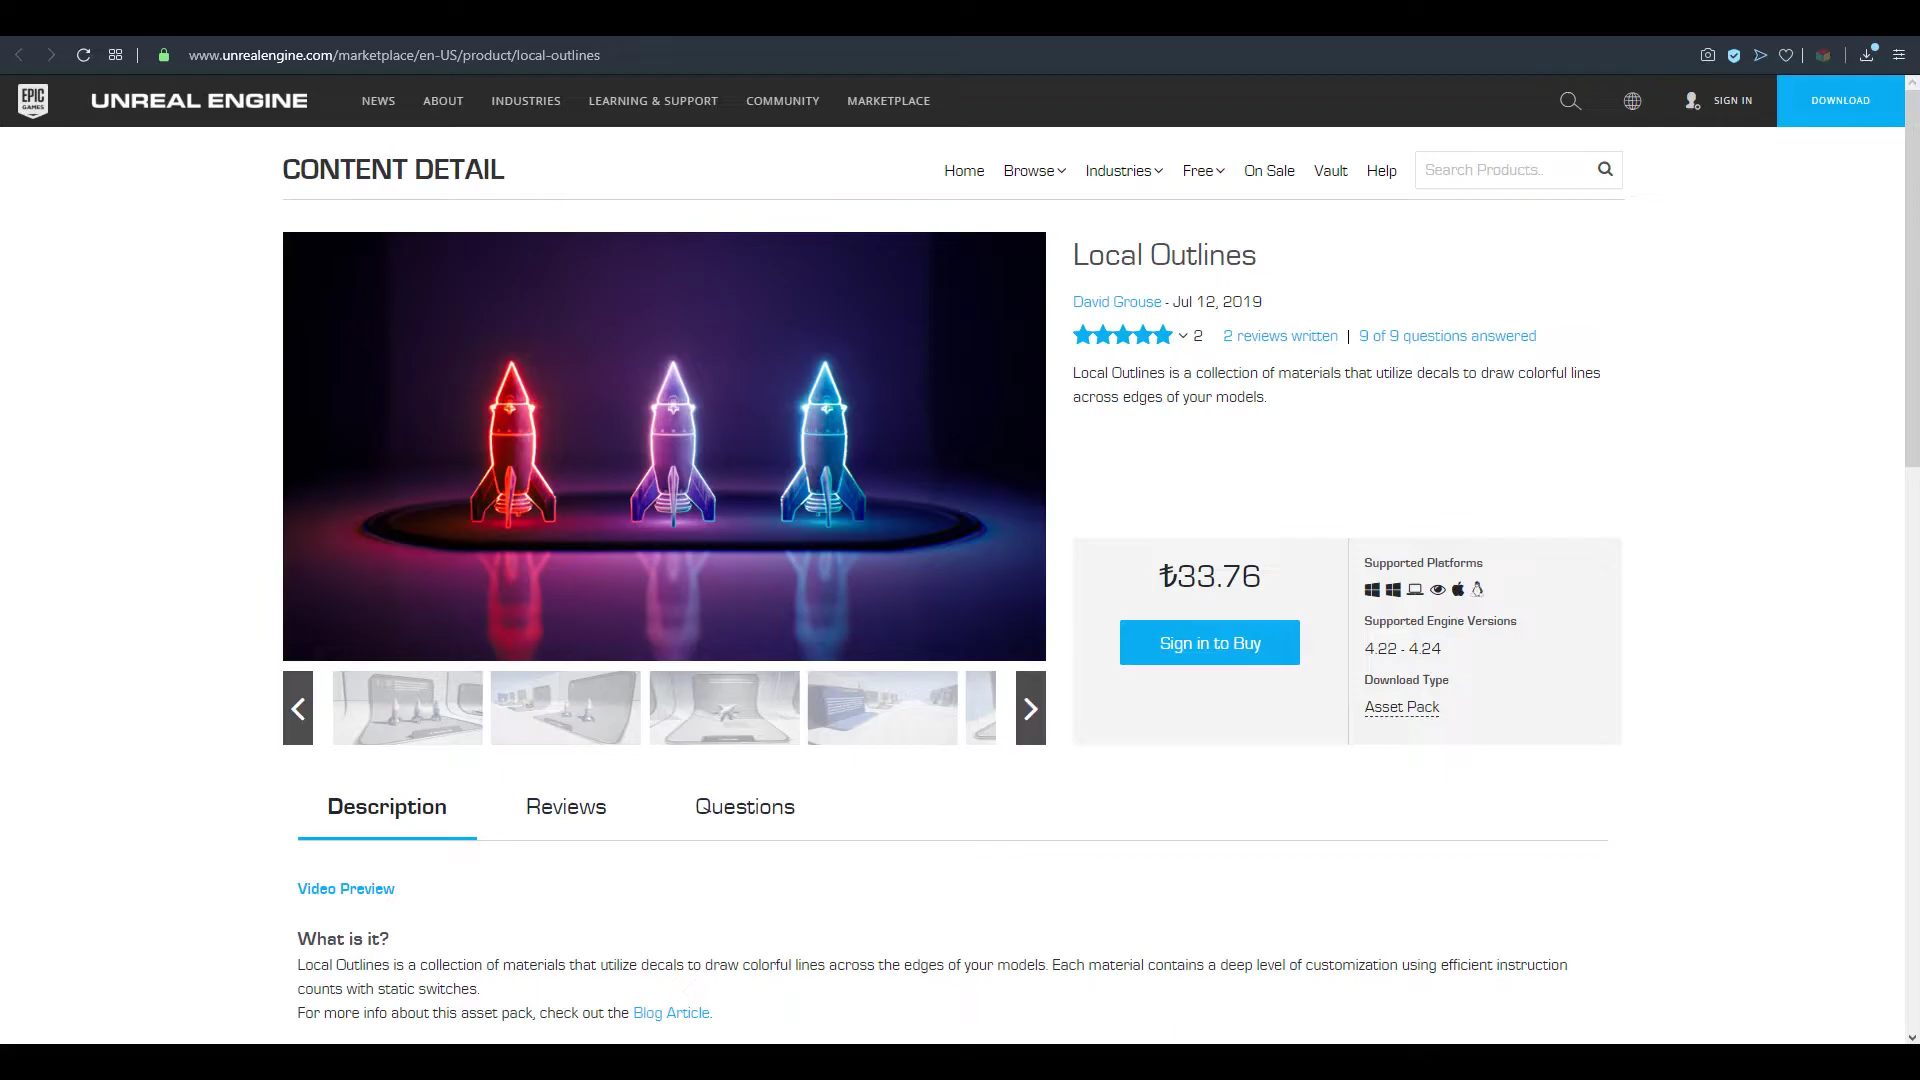 www.unrealengine.com/marketplace/en-US/product/local-outlines
EPIC GAMES
UNREAL ENGINE
NEWS
ABOUT
INDUSTRIES
LEARNING & SUPPORT
COMMUNITY
MARKETPLACE
SIGN IN
DOWNLOAD
CONTENT DETAIL
Home
Browse
Industries
Free
On Sale
Vault
Help
Search Products..
Local Outlines
David Grouse - Jul 12, 2019
2
2 reviews written | 9 of 9 questions answered
Local Outlines is a collection of materials that utilize decals to draw colorful lines
across edges of your models.
₺33.76
Sign in to Buy
Supported Platforms
Supported Engine Versions
4.22 - 4.24
Download Type
Asset Pack
Description
Reviews
Questions
Video Preview
What is it?
Local Outlines is a collection of materials that utilize decals to draw colorful lines across the edges of your models. Each material contains a deep level of customization using efficient instruction
counts with static switches.
For more info about this asset pack, check out the Blog Article.